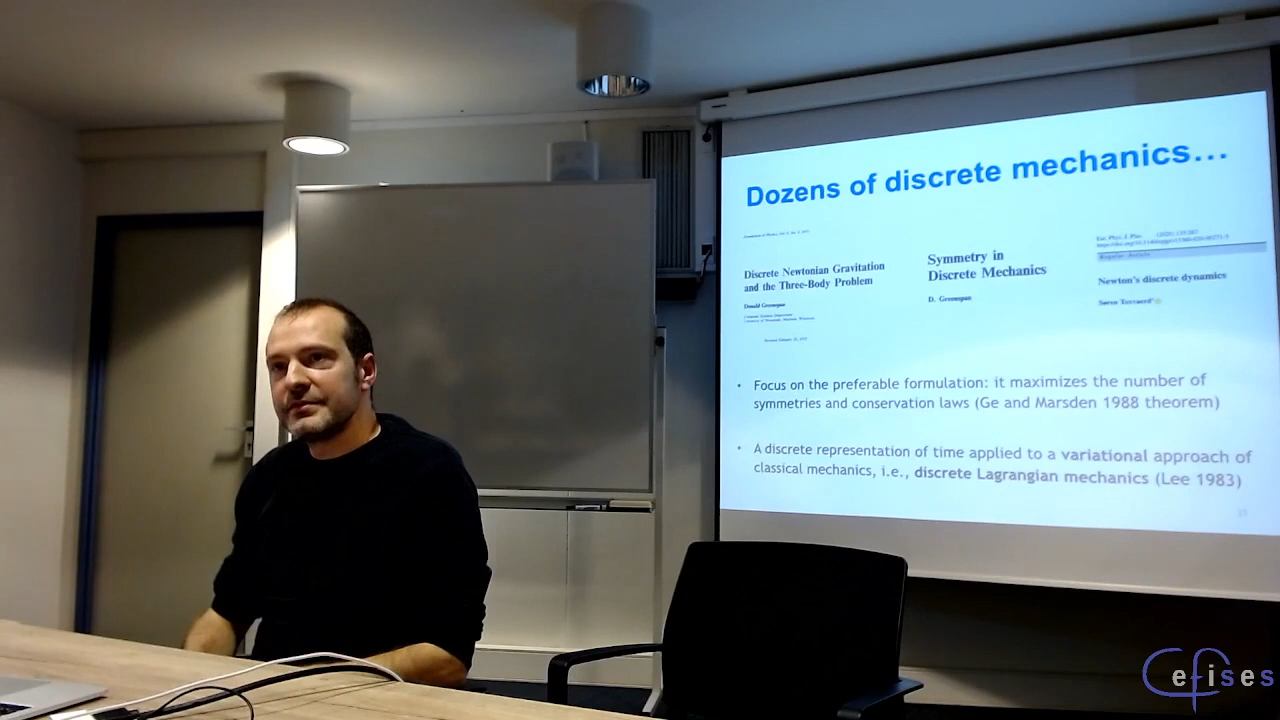 Dozens of discrete mechanics...
Discrete Newtonian Gravitation
and the Three-Body Problem
Donald Greenspan
Symmetry in
Discrete Mechanics
D. Greenspan
Regular Article
Newton's discrete dynamics
• Focus on the preferable formulation: it maximizes the number of
symmetries and conservation laws (Ge and Marsden 1988 theorem)
• A discrete representation of time applied to a variational approach of
classical mechanics, i.e., discrete Lagrangian mechanics (Lee 1983)
efises